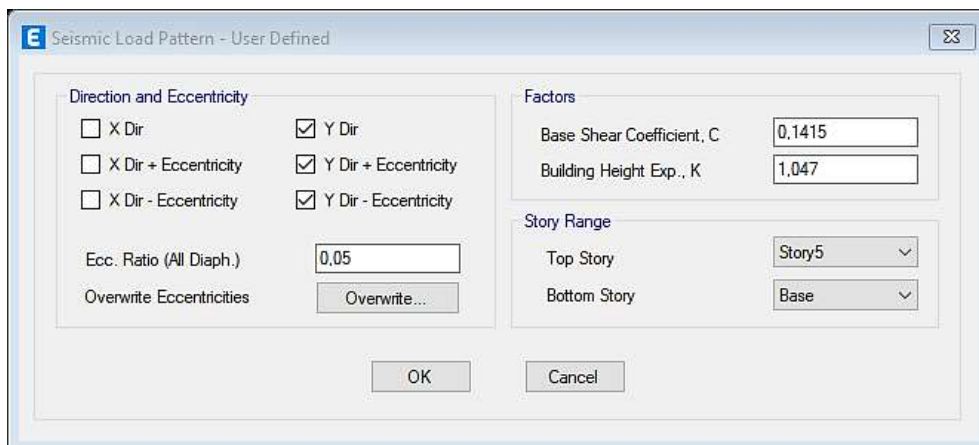 E Seismic Load Pattern - User Defined
Direction and Eccentricity
X Dir
Y Dir
X Dir + Eccentricity
Y Dir + Eccentricity
X Dir - Eccentricity
Y Dir - Eccentricity
Ecc. Ratio (All Diaph.)
0,05
Overwrite Eccentricities
Overwrite...
Factors
Base Shear Coefficient, C
0,1415
Building Height Exp., K
1,047
Story Range
Top Story
Story5
Bottom Story
Base
OK
Cancel